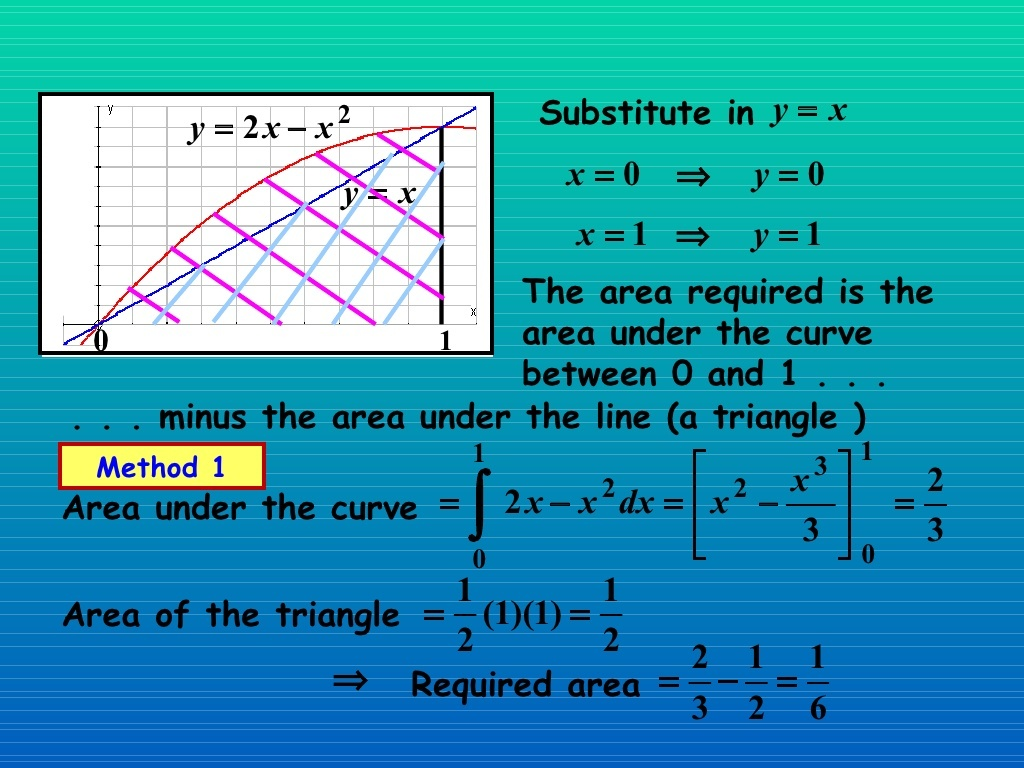 y
y = 2x − x²
y = x
x
0 1
Substitute in y = x
x = 0 ⇒ y = 0
x = 1 ⇒ y = 1
The area required is the
area under the curve
between 0 and 1 . . .
. . . minus the area under the line (a triangle )
Method 1
Area under the curve = ∫₀¹ 2x − x² dx = [x² − x³/3]₀¹ = 2/3
Area of the triangle = 1/2 (1)(1) = 1/2
⇒ Required area = 2/3 − 1/2 = 1/6